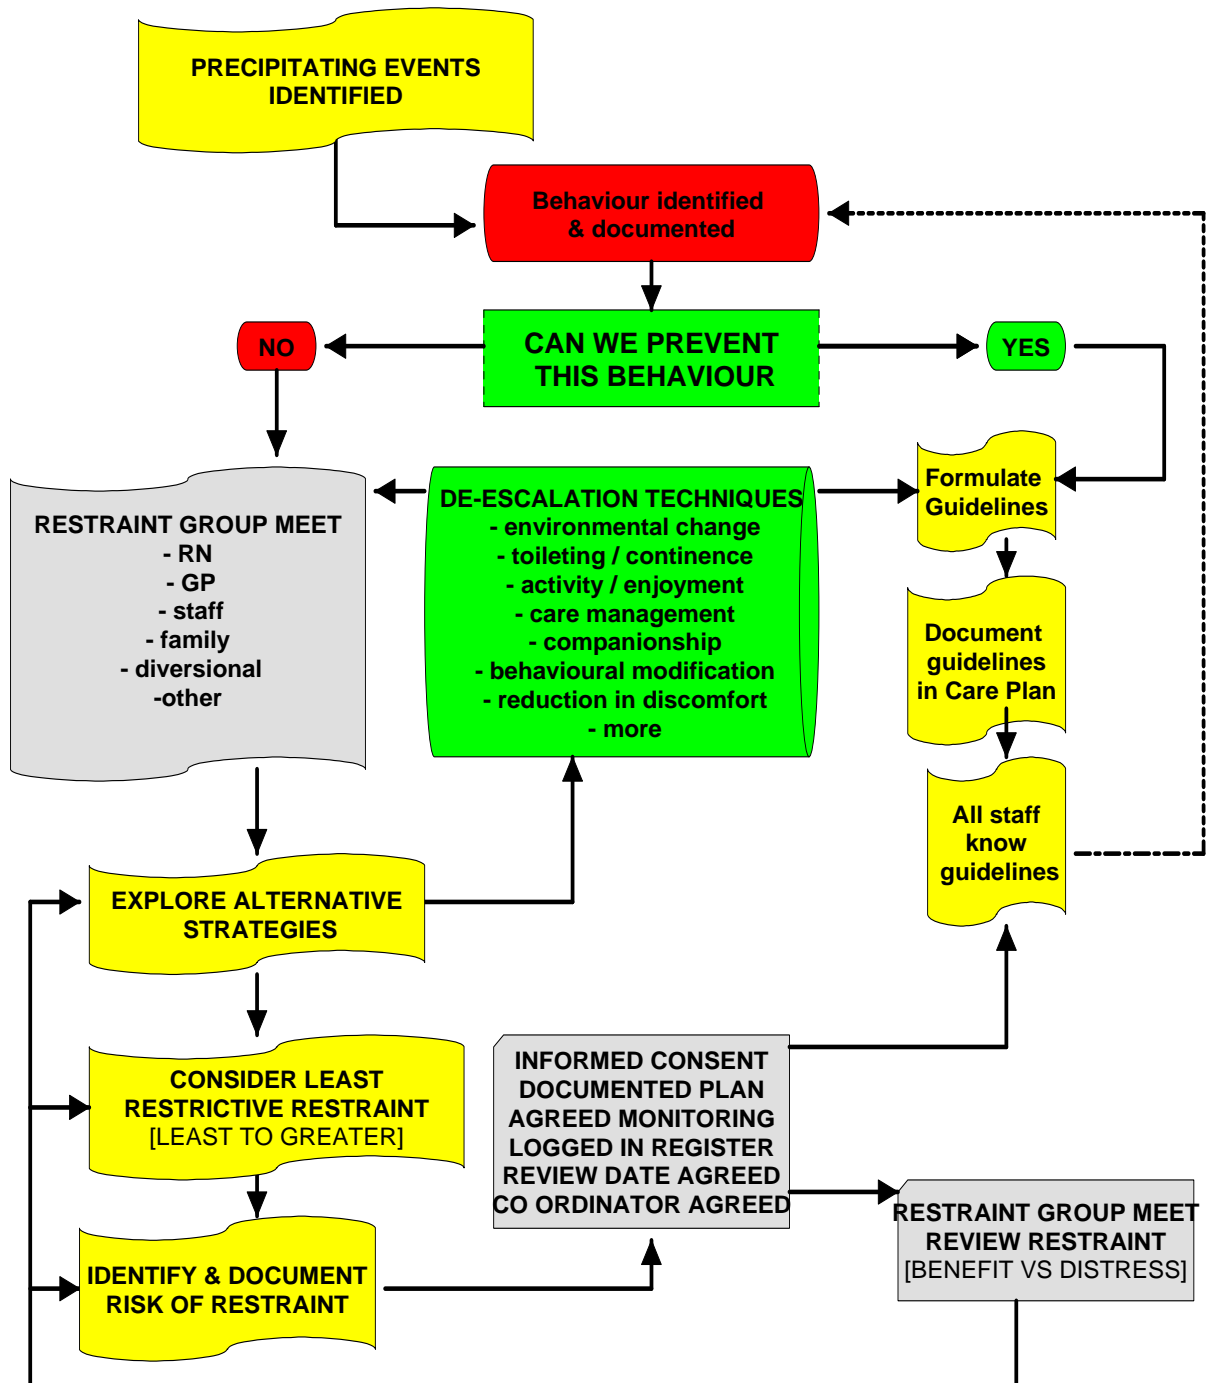 PRECIPITATING EVENTS
IDENTIFIED
Behaviour identified
& documented
NO
CAN WE PREVENT
THIS BEHAVIOUR
YES
RESTRAINT GROUP MEET
- RN
- GP
- staff
- family
- diversional
-other
DE-ESCALATION TECHNIQUES
- environmental change
- toileting / continence
- activity / enjoyment
- care management
- companionship
- behavioural modification
- reduction in discomfort
- more
Formulate
Guidelines
Document
guidelines
in Care Plan
All staff
know
guidelines
EXPLORE ALTERNATIVE
STRATEGIES
CONSIDER LEAST
RESTRICTIVE RESTRAINT
[LEAST TO GREATER]
IDENTIFY & DOCUMENT
RISK OF RESTRAINT
INFORMED CONSENT
DOCUMENTED PLAN
AGREED MONITORING
LOGGED IN REGISTER
REVIEW DATE AGREED
CO ORDINATOR AGREED
RESTRAINT GROUP MEET
REVIEW RESTRAINT
[BENEFIT VS DISTRESS]